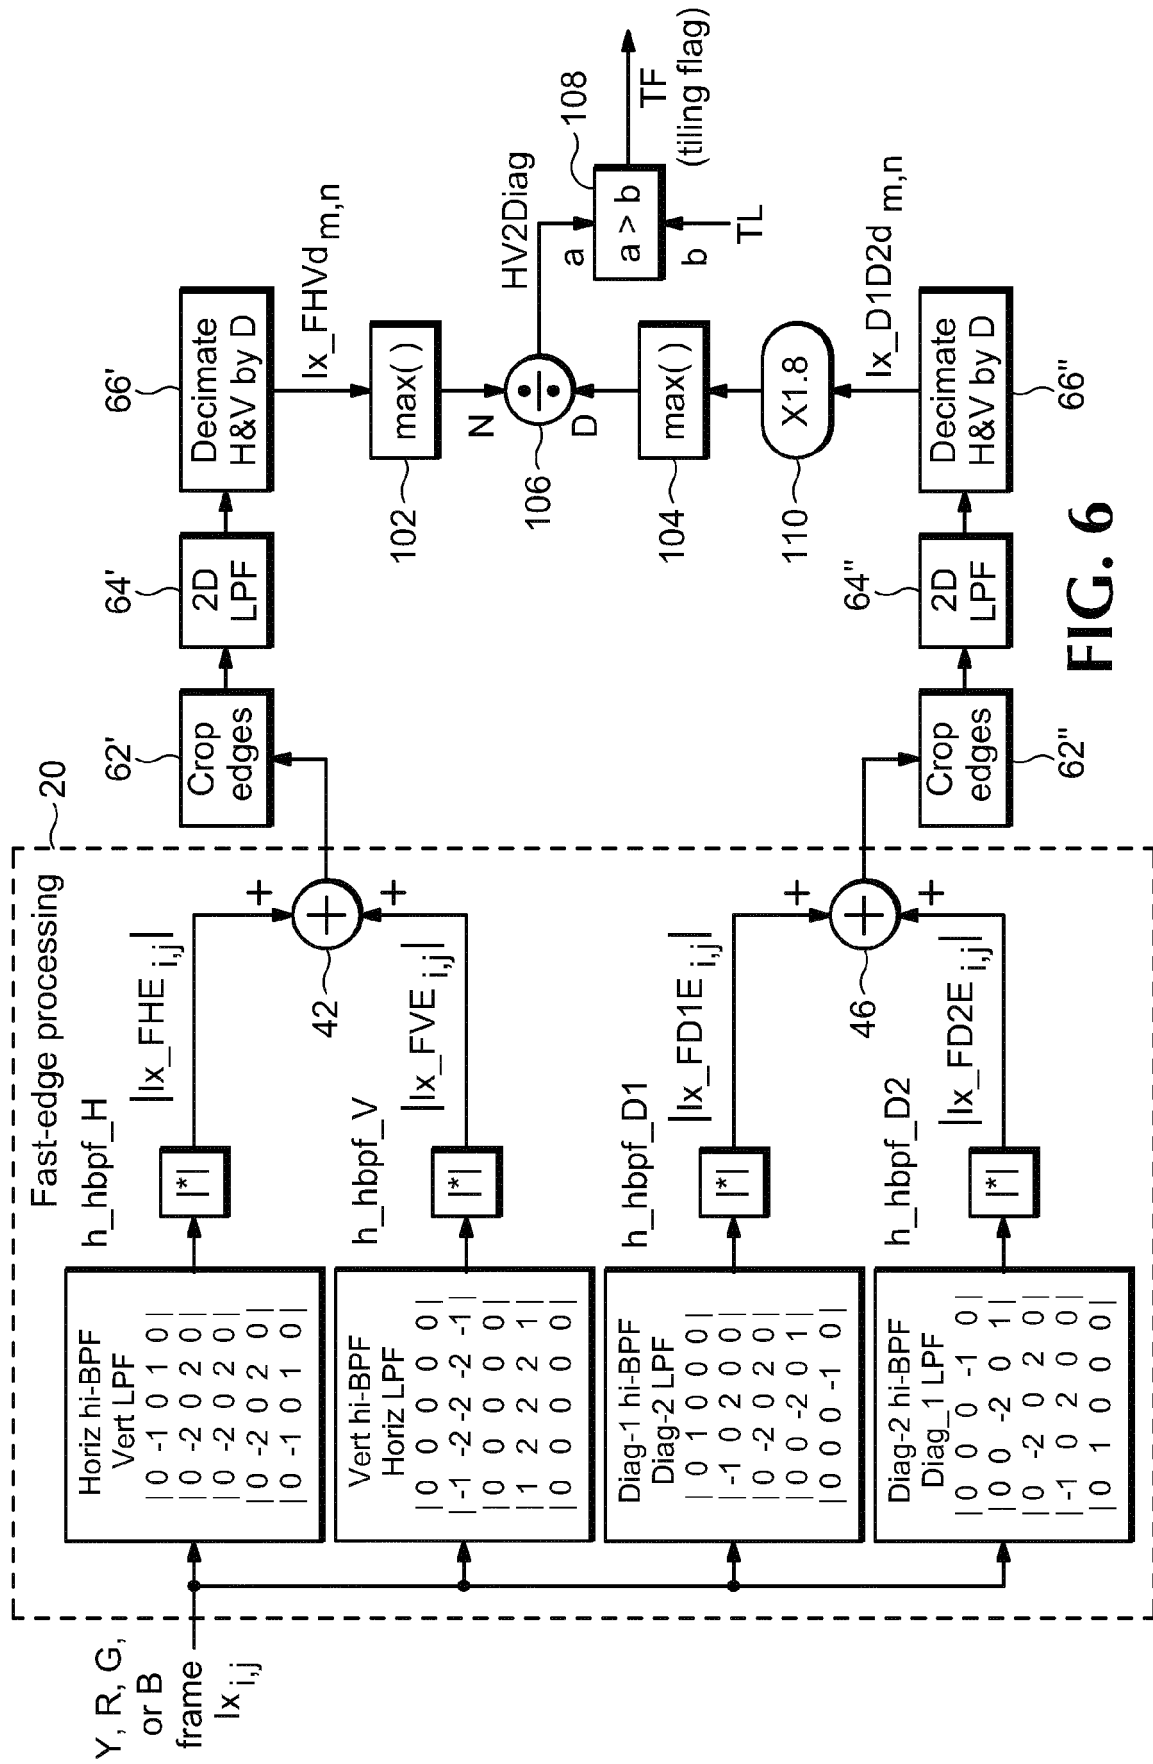 Y, R, G,
or B
frame
Ix i,j
Fast-edge processing
20
Horiz hi-BPF
Vert LPF
|0 -1 0 1 0|
|0 -2 0 2 0|
|0 -2 0 2 0|
|0 -2 0 2 0|
|0 -1 0 1 0|
h_hbpf_H
|*|
|Ix_FHE i,j|
Vert hi-BPF
Horiz LPF
|0 0 0 0 0|
|-1 -2 -2 -2 -1|
|0 0 0 0 0|
|1 2 2 2 1|
|0 0 0 0 0|
h_hbpf_V
|*|
|Ix_FVE i,j|
+
+
+
42
Diag-1 hi-BPF
Diag-2 LPF
|0 1 0 0 0|
|-1 0 2 0 0|
|0 -2 0 2 0|
|0 0 -2 0 1|
|0 0 0 -1 0|
h_hbpf_D1
|*|
|Ix_FD1E i,j|
Diag-2 hi-BPF
Diag_1 LPF
|0 0 0 -1 0|
|0 0 -2 0 1|
|0 -2 0 2 0|
|-1 0 2 0 0|
|0 1 0 0 0|
h_hbpf_D2
|*|
|Ix_FD2E i,j|
+
+
+
46
62'
Crop
edges
64'
2D
LPF
66'
Decimate
H&V by D
Ix_FHVd m,n
max( )
102
N
÷
D
106
max( )
104
X1.8
110
HV2Diag
a
a > b
b
108
TL
TF
(tiling flag)
Crop
edges
62"
64"
2D
LPF
Decimate
H&V by D
66"
Ix_D1D2d m,n
FIG. 6